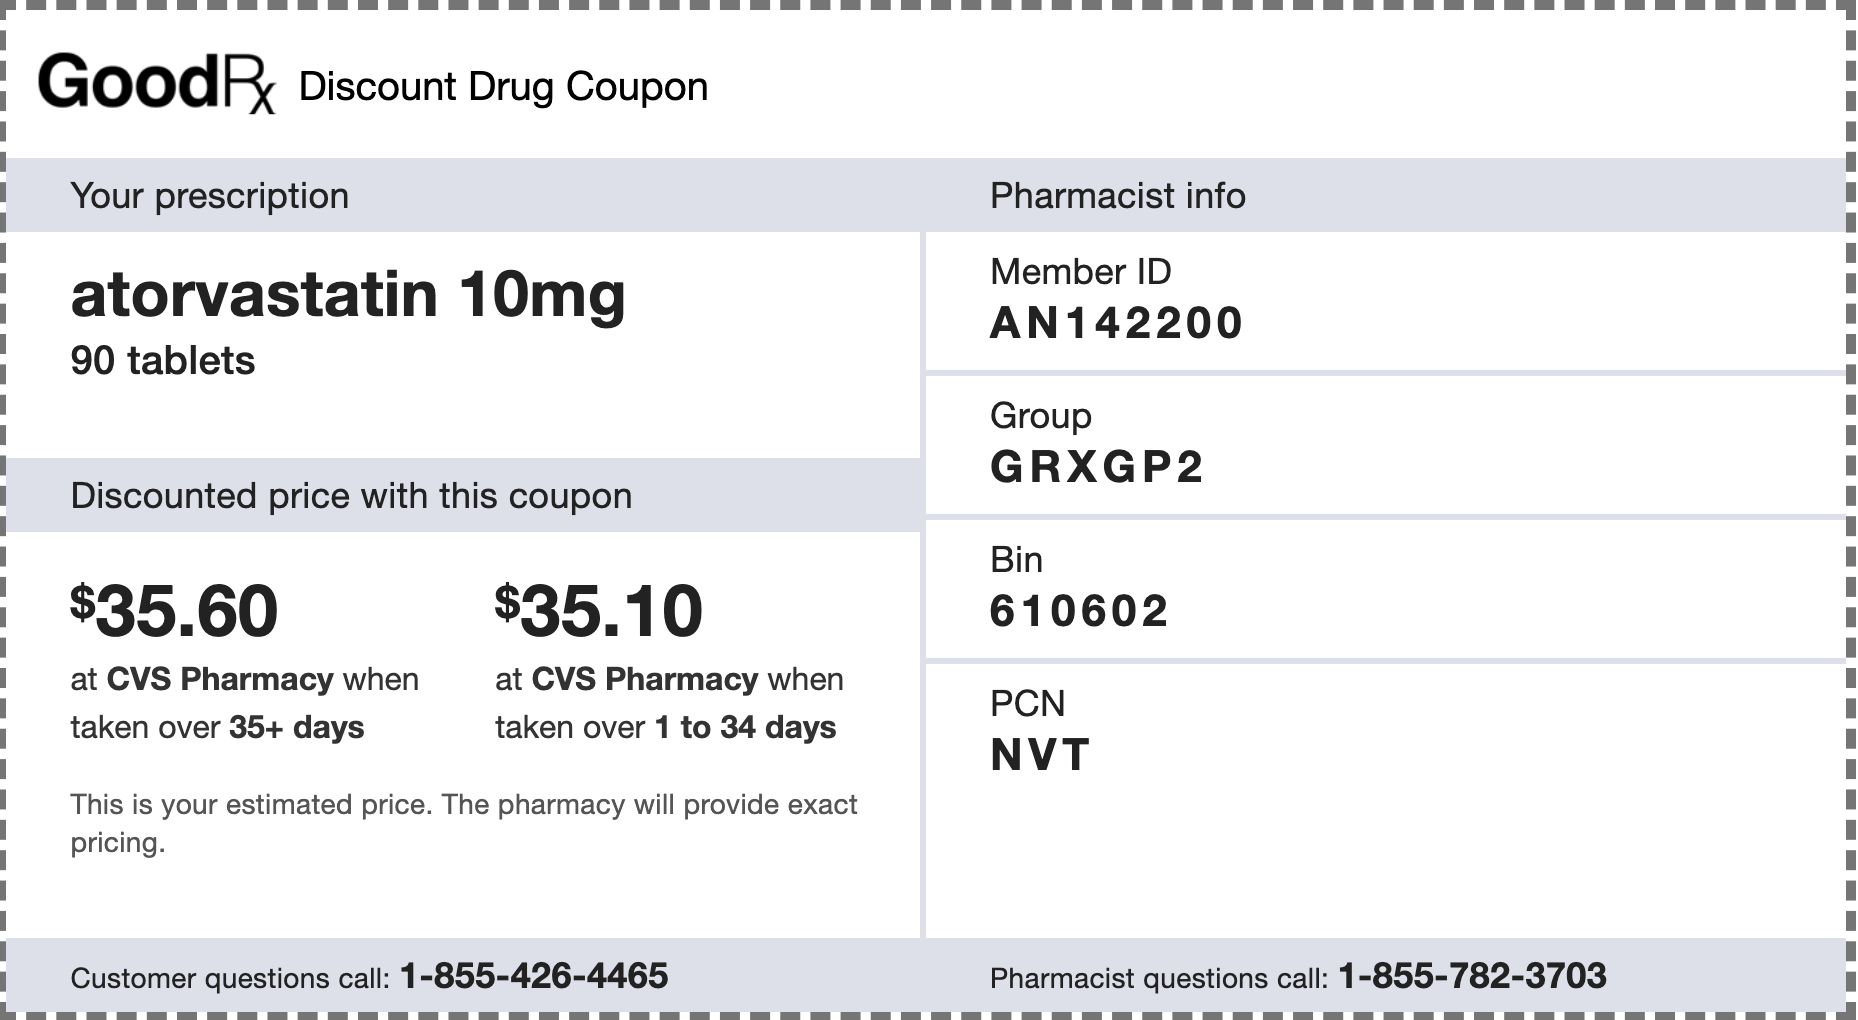 GoodRx Discount Drug Coupon
Your prescription
atorvastatin 10mg
90 tablets
Discounted price with this coupon
$35.60
at CVS Pharmacy when
taken over 35+ days
$35.10
at CVS Pharmacy when
taken over 1 to 34 days
This is your estimated price. The pharmacy will provide exact
pricing.
Customer questions call: 1-855-426-4465
Pharmacist info
Member ID
AN142200
Group
GRXGP2
Bin
610602
PCN
NVT
Pharmacist questions call: 1-855-782-3703